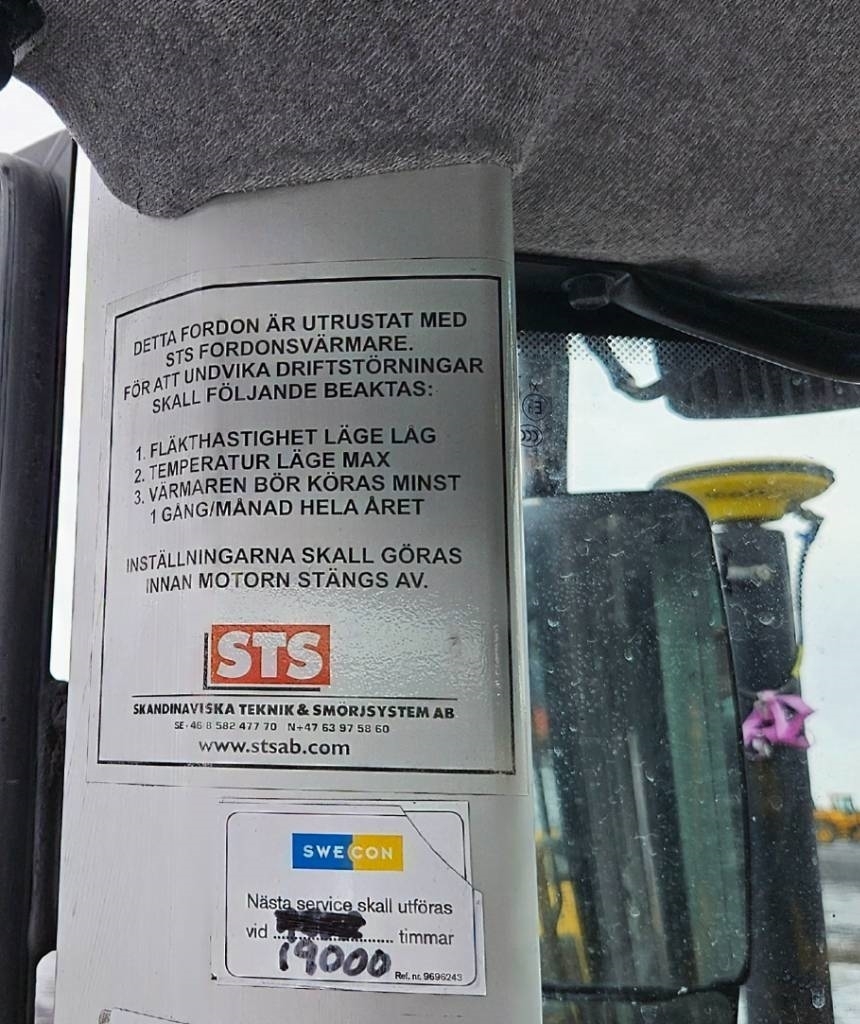 DETTA FORDON ÄR UTRUSTAT MED
STS FORDONSVÄRMARE.
FÖR ATT UNDVIKA DRIFTSTÖRNINGAR
SKALL FÖLJANDE BEAKTAS:
1. FLÄKTHASTIGHET LÄGE LÅG
2. TEMPERATUR LÄGE MAX
3. VÄRMAREN BÖR KÖRAS MINST
1 GÅNG/MÅNAD HELA ÅRET
INSTÄLLNINGARNA SKALL GÖRAS
INNAN MOTORN STÄNGS AV.
STS
SKANDINAVISKA TEKNIK & SMÖRJSYSTEM AB
SE+46 8 582 477 70 N+47 63 97 58 60
www.stsab.com
SWECON
Nästa service skall utföras
vid .................... timmar
19000
Ref. nr. 9696243